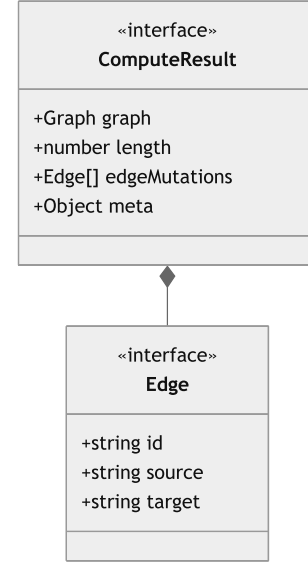 «interface»
ComputeResult
+Graph graph
+number length
+Edge[] edgeMutations
+Object meta
«interface»
Edge
+string id
+string source
+string target